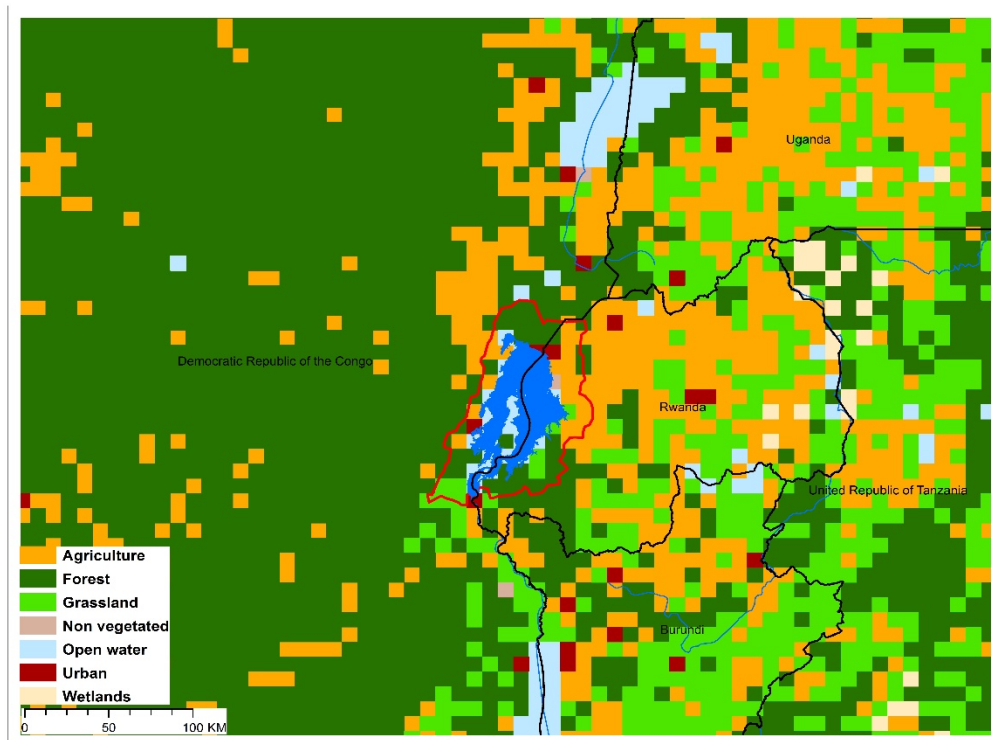 Uganda
Democratic Republic of the Congo
Rwanda
United Republic of Tanzania
Burundi
Agriculture
Forest
Grassland
Non vegetated
Open water
Urban
Wetlands
0 50 100 KM